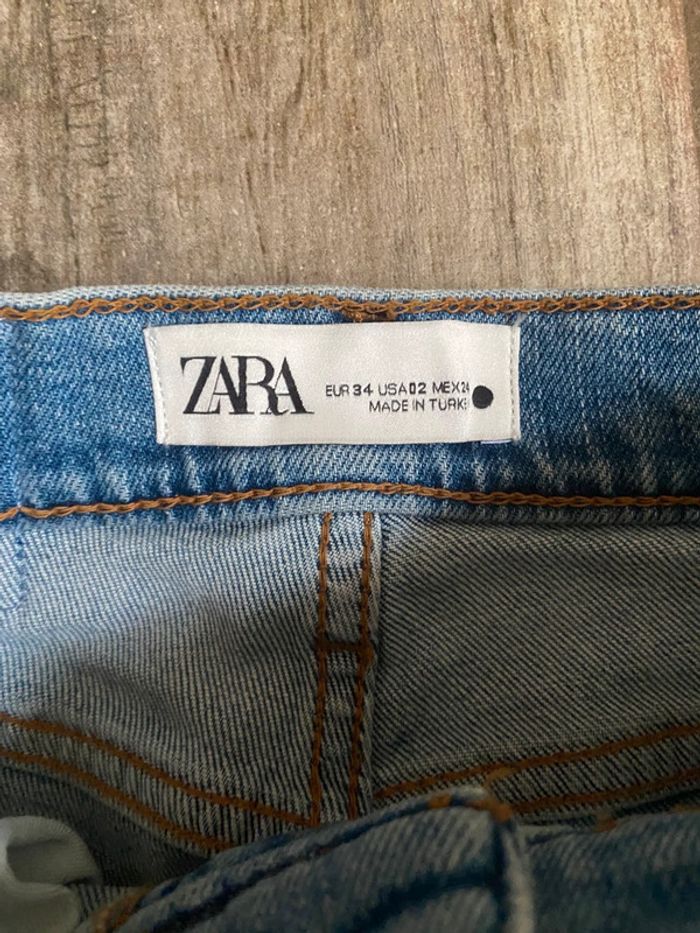 ZARA
EUR 34 USA 02 MEX 24
MADE IN